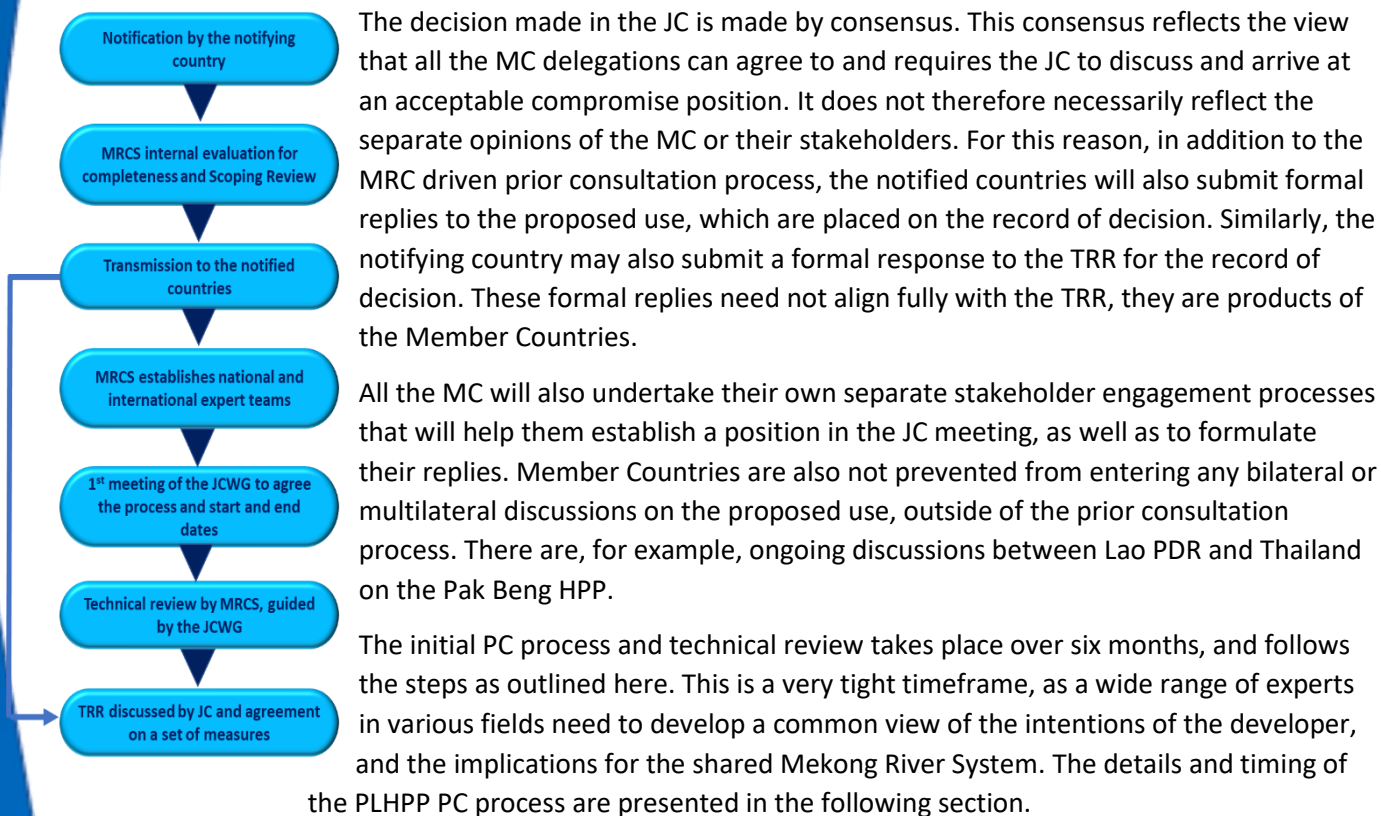 Notification by the notifying
country
MRCS internal evaluation for
completeness and Scoping Review
Transmission to the notified
countries
MRCS establishes national and
international expert teams
1st meeting of the JCWG to agree
the process and start and end
dates
Technical review by MRCS, guided
by the JCWG
TRR discussed by JC and agreement
on a set of measures
The decision made in the JC is made by consensus. This consensus reflects the view
that all the MC delegations can agree to and requires the JC to discuss and arrive at
an acceptable compromise position. It does not therefore necessarily reflect the
separate opinions of the MC or their stakeholders. For this reason, in addition to the
MRC driven prior consultation process, the notified countries will also submit formal
replies to the proposed use, which are placed on the record of decision. Similarly, the
notifying country may also submit a formal response to the TRR for the record of
decision. These formal replies need not align fully with the TRR, they are products of
the Member Countries.
All the MC will also undertake their own separate stakeholder engagement processes
that will help them establish a position in the JC meeting, as well as to formulate
their replies. Member Countries are also not prevented from entering any bilateral or
multilateral discussions on the proposed use, outside of the prior consultation
process. There are, for example, ongoing discussions between Lao PDR and Thailand
on the Pak Beng HPP.
The initial PC process and technical review takes place over six months, and follows
the steps as outlined here. This is a very tight timeframe, as a wide range of experts
in various fields need to develop a common view of the intentions of the developer,
and the implications for the shared Mekong River System. The details and timing of
the PLHPP PC process are presented in the following section.